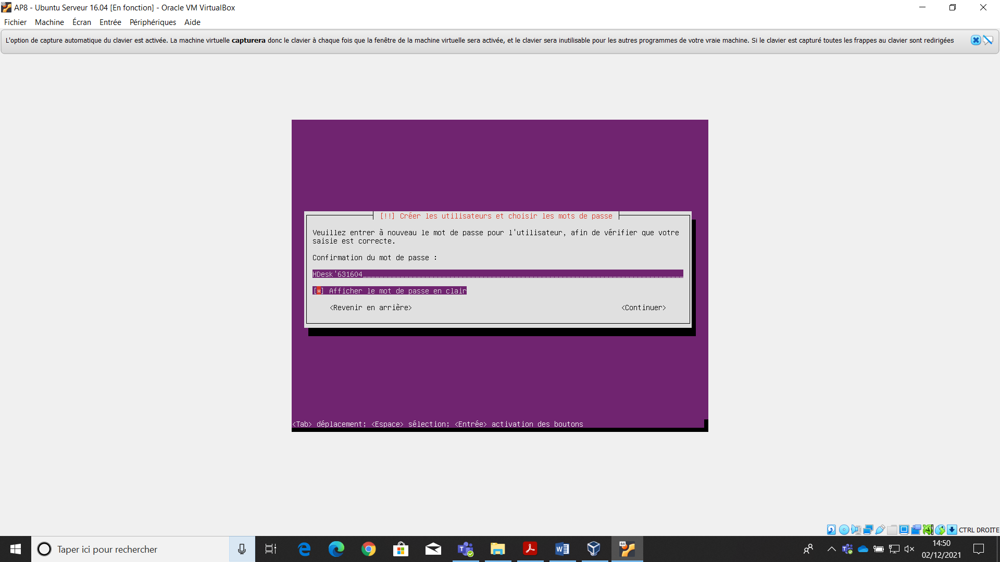 AP8 - Ubuntu Serveur 16.04 [En fonction] - Oracle VM VirtualBox
Fichier Machine Écran Entrée Périphériques Aide
L'option de capture automatique du clavier est activée. La machine virtuelle capturera donc le clavier à chaque fois que la fenêtre de la machine virtuelle sera activée, et le clavier sera inutilisable pour les autres programmes de votre vraie machine. Si le clavier est capturé toutes les frappes au clavier sont redirigées
[!!] Créer les utilisateurs et choisir les mots de passe
Veuillez entrer à nouveau le mot de passe pour l'utilisateur, afin de vérifier que votre
saisie est correcte.
Confirmation du mot de passe :
HDesk'631604
[*] Afficher le mot de passe en clair
<Revenir en arrière> <Continuer>
<Tab> déplacement; <Espace> sélection; <Entrée> activation des boutons
CTRL DROITE
Taper ici pour rechercher
14:50
02/12/2021